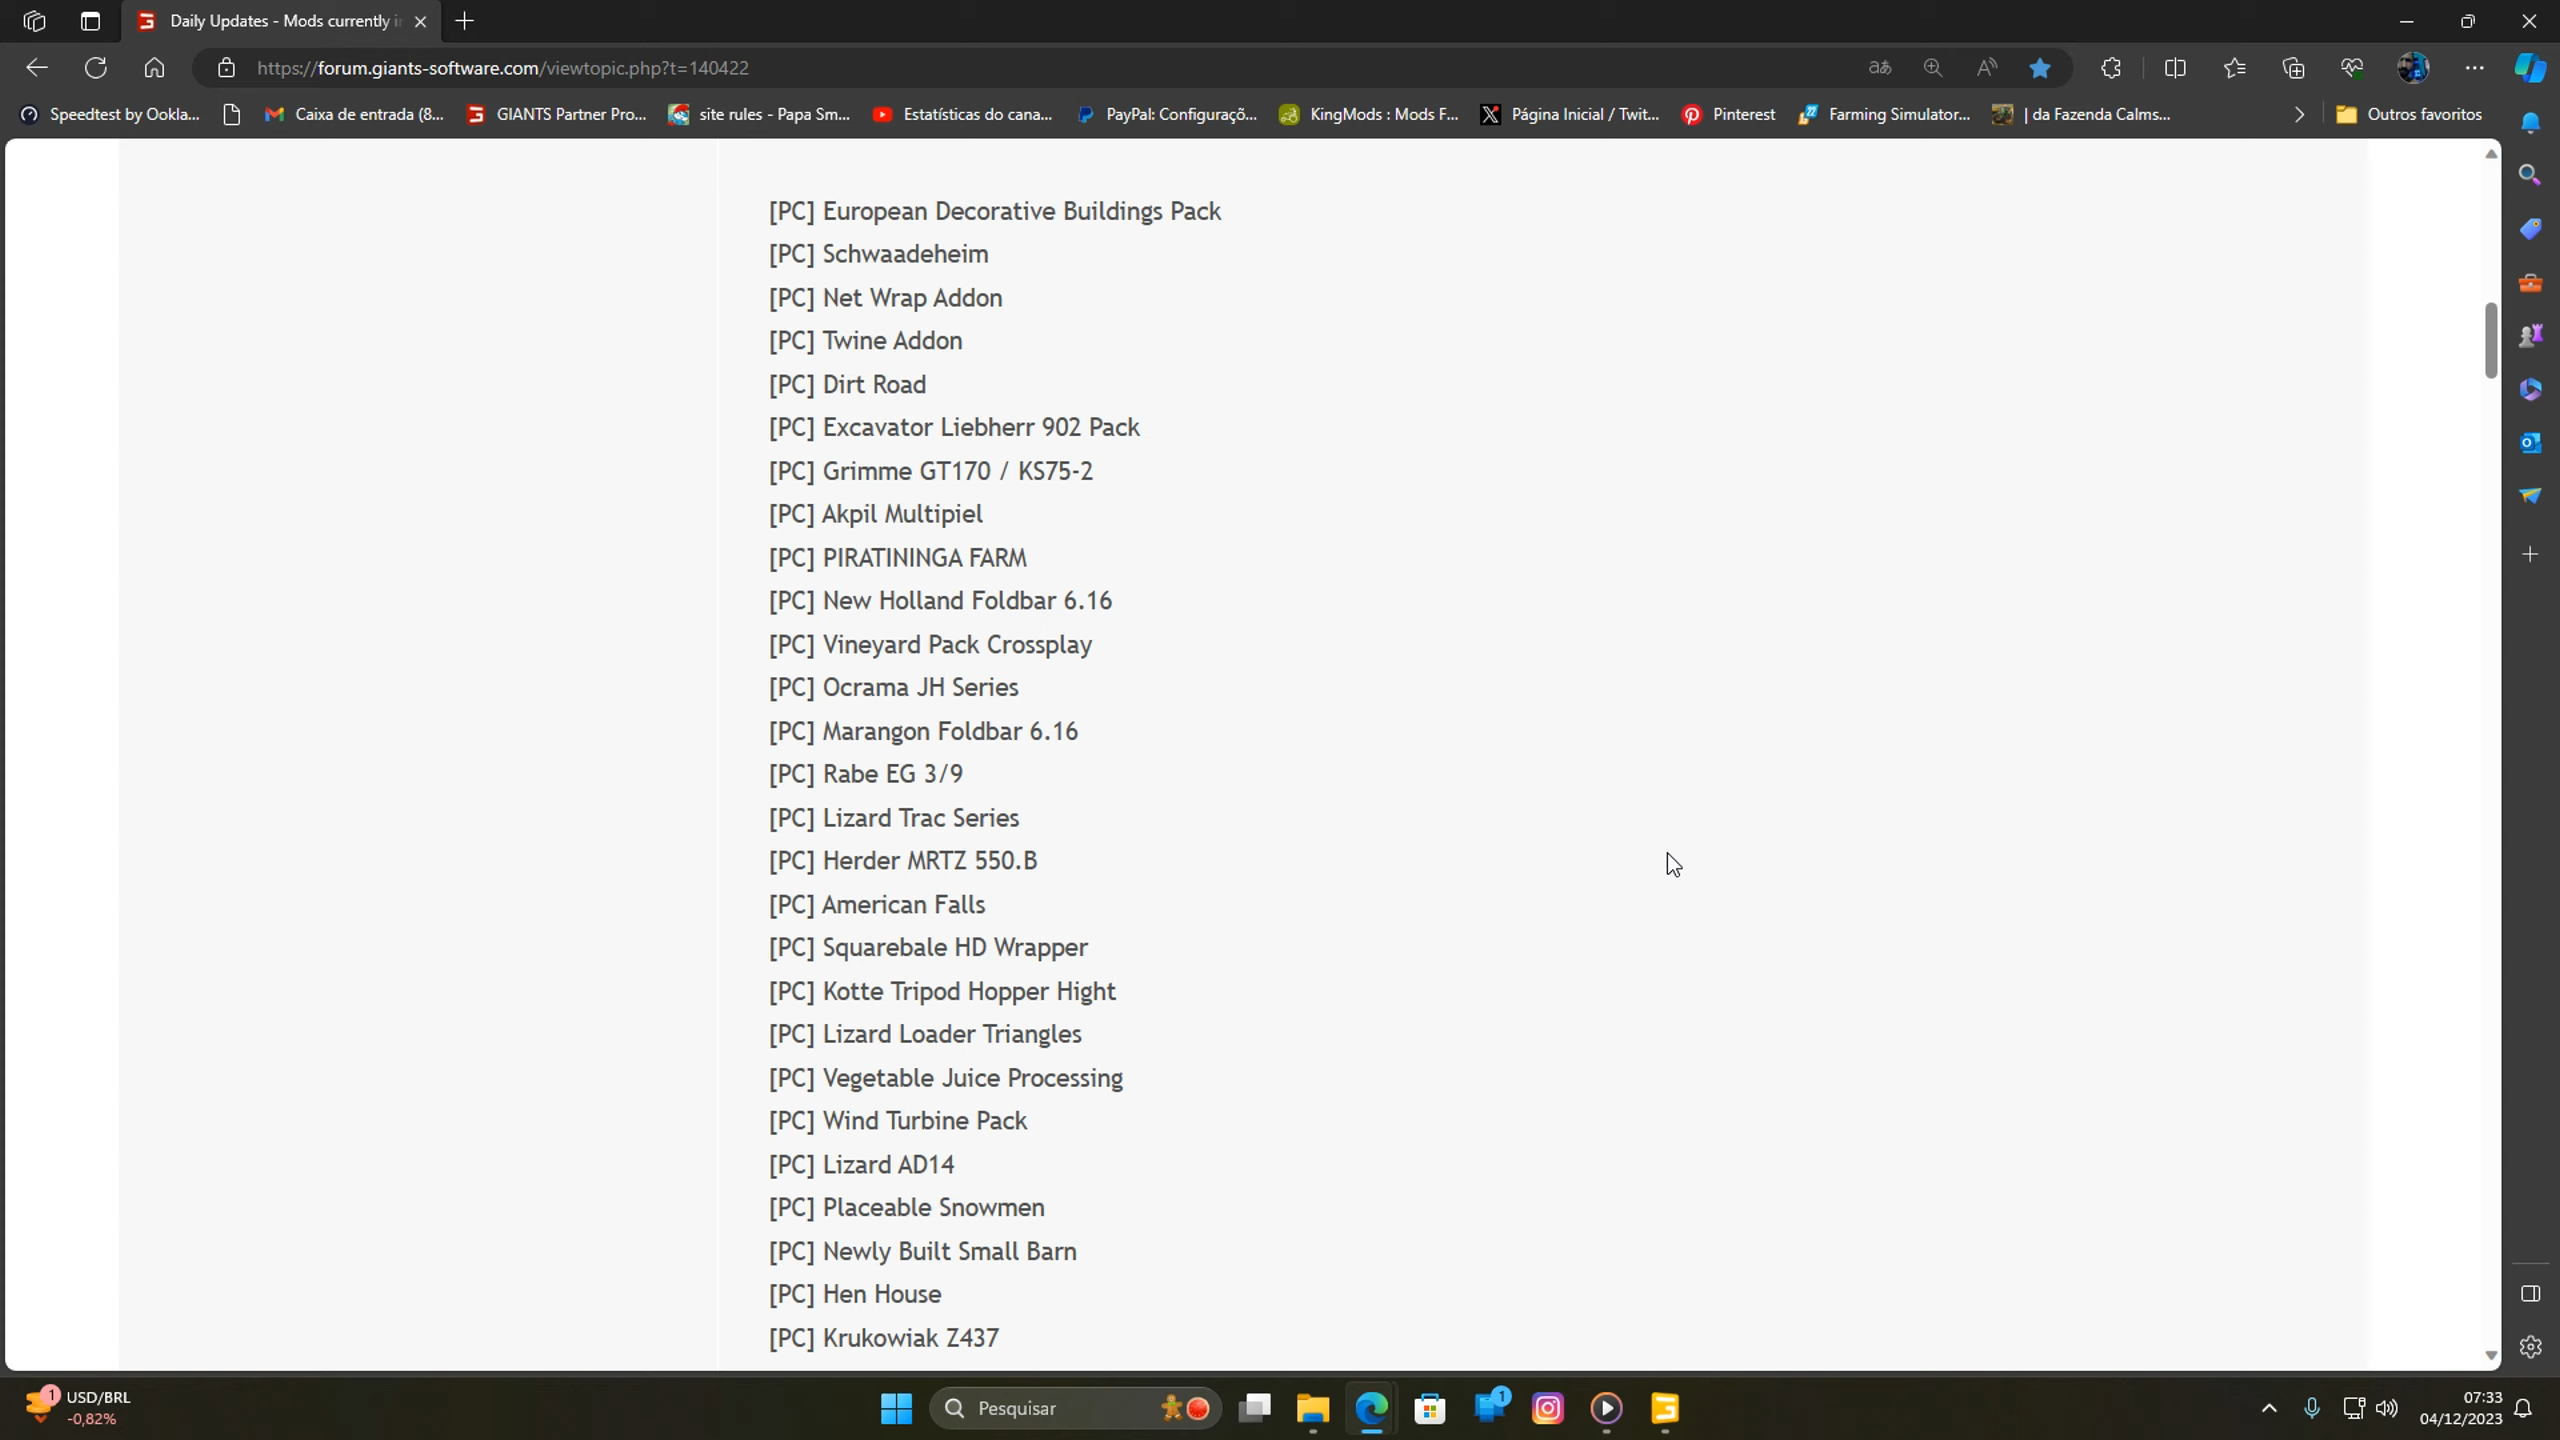 Daily Updates - Mods currently i
https://forum.giants-software.com/viewtopic.php?t=140422
Speedtest by Ookla...
Caixa de entrada (8...
GIANTS Partner Pro...
site rules - Papa Sm...
Estatísticas do cana...
PayPal: Configuraçõ...
KingMods : Mods F...
Página Inicial / Twit...
Pinterest
Farming Simulator...
| da Fazenda Calms...
Outros favoritos
[PC] European Decorative Buildings Pack
[PC] Schwaadeheim
[PC] Net Wrap Addon
[PC] Twine Addon
[PC] Dirt Road
[PC] Excavator Liebherr 902 Pack
[PC] Grimme GT170 / KS75-2
[PC] Akpil Multipiel
[PC] PIRATININGA FARM
[PC] New Holland Foldbar 6.16
[PC] Vineyard Pack Crossplay
[PC] Ocrama JH Series
[PC] Marangon Foldbar 6.16
[PC] Rabe EG 3/9
[PC] Lizard Trac Series
[PC] Herder MRTZ 550.B
[PC] American Falls
[PC] Squarebale HD Wrapper
[PC] Kotte Tripod Hopper Hight
[PC] Lizard Loader Triangles
[PC] Vegetable Juice Processing
[PC] Wind Turbine Pack
[PC] Lizard AD14
[PC] Placeable Snowmen
[PC] Newly Built Small Barn
[PC] Hen House
[PC] Krukowiak Z437
1
USD/BRL
-0,82%
Pesquisar
1
07:33
04/12/2023